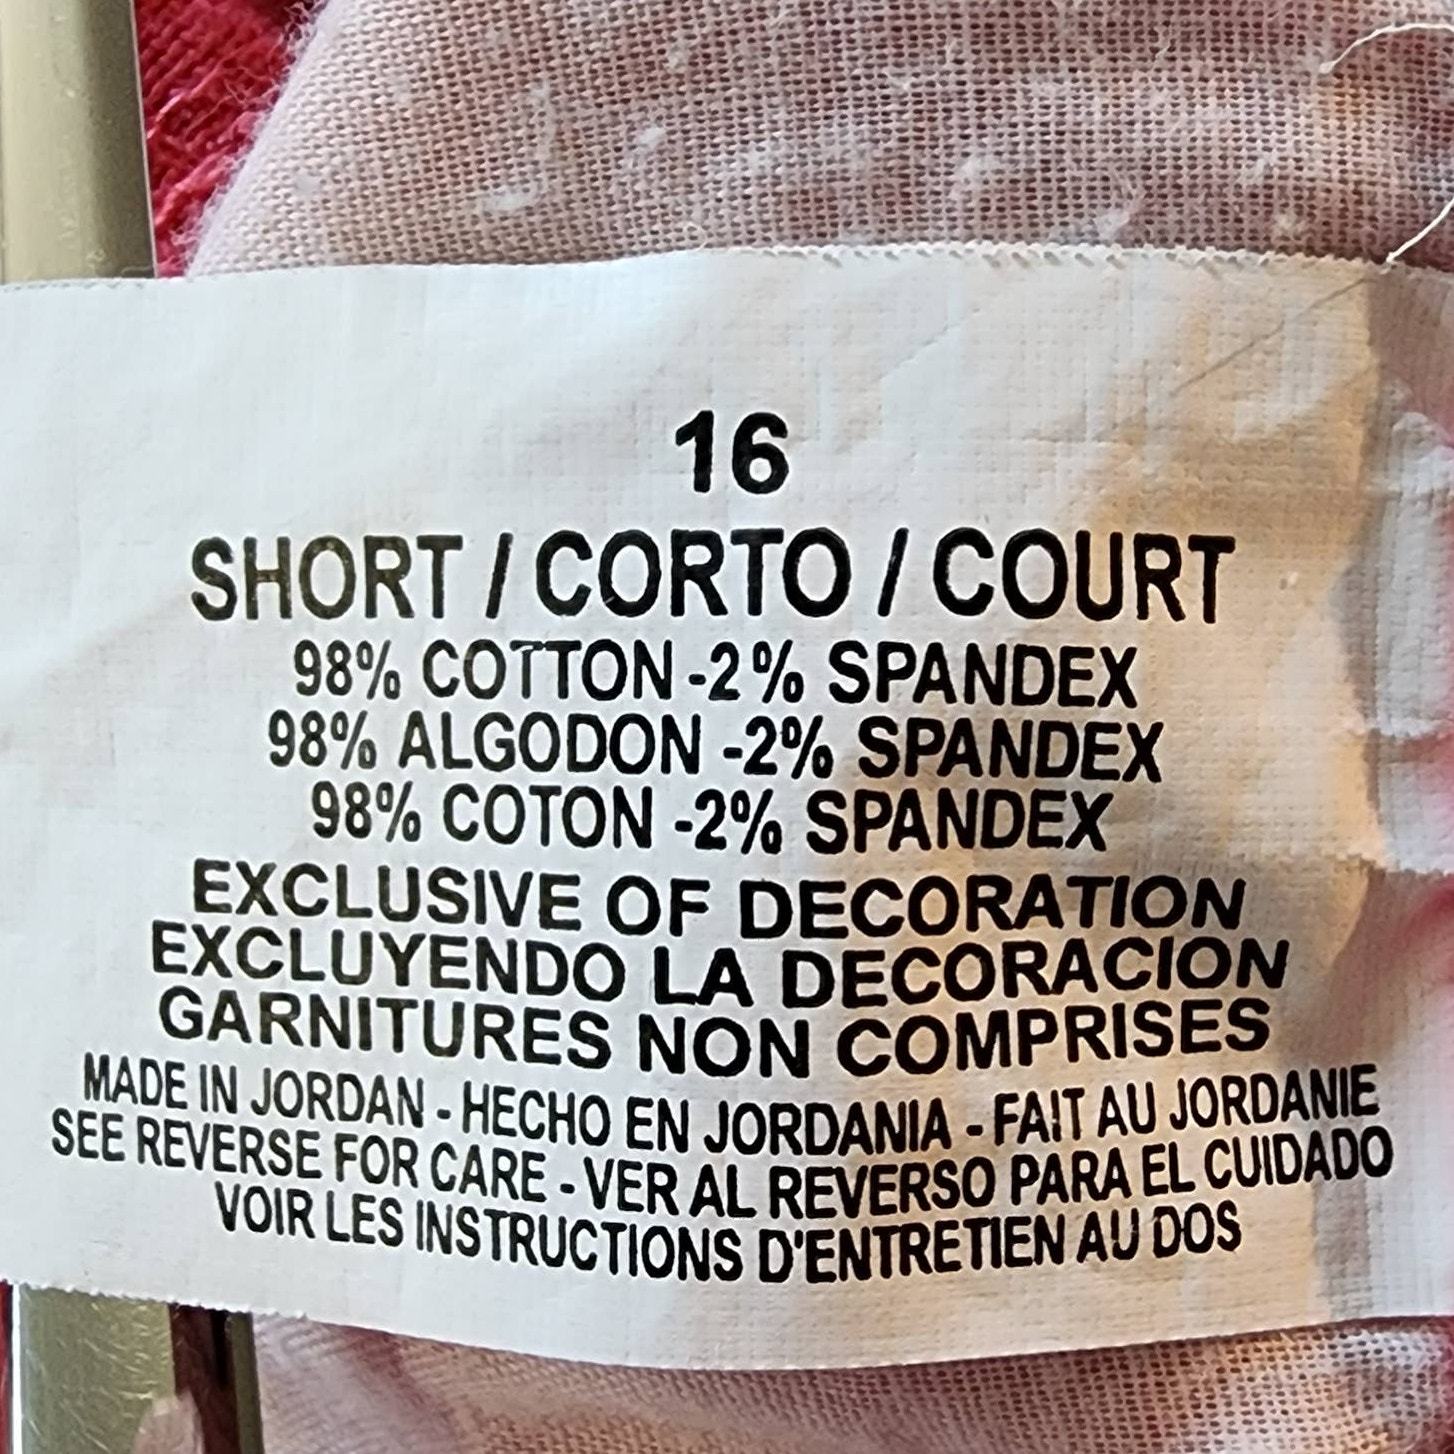 16
SHORT / CORTO / COURT
98% COTTON -2% SPANDEX
98% ALGODON -2% SPANDEX
98% COTON -2% SPANDEX
EXCLUSIVE OF DECORATION
EXCLUYENDO LA DECORACION
GARNITURES NON COMPRISES
MADE IN JORDAN - HECHO EN JORDANIA - FAIT AU JORDANIE
SEE REVERSE FOR CARE - VER AL REVERSO PARA EL CUIDADO
VOIR LES INSTRUCTIONS D'ENTRETIEN AU DOS